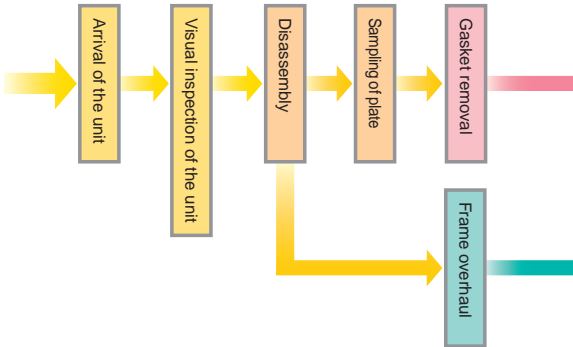 Arrival of the unit
Visual inspection of the unit
Disassembly
Sampling of plate
Gasket removal
Frame overhaul